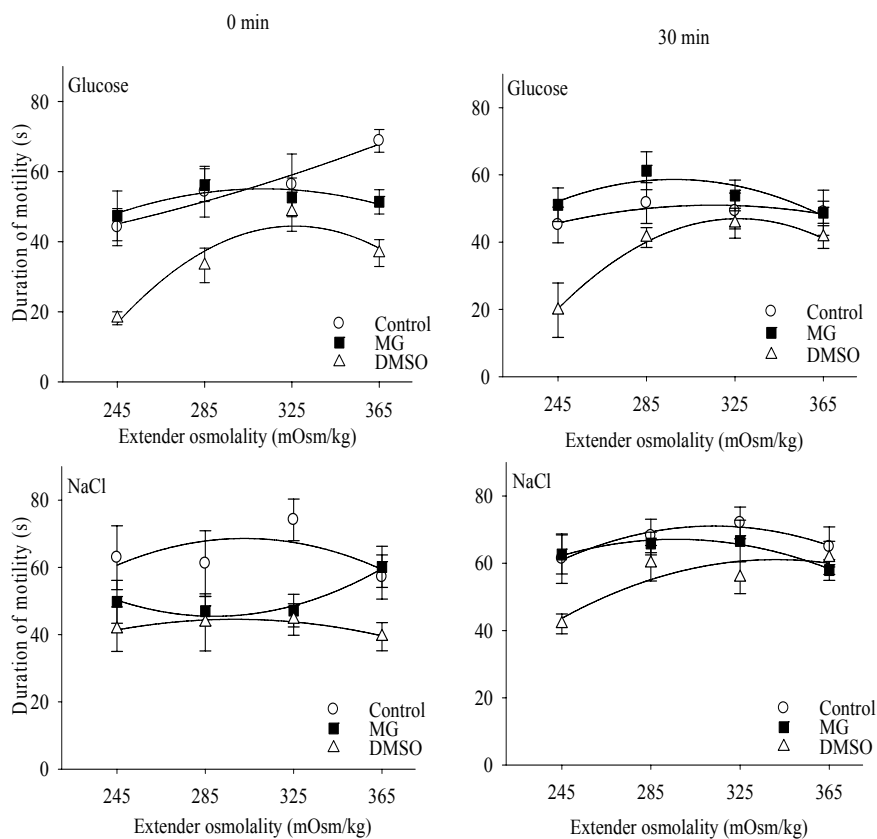 0 min
30 min
Glucose
Duration of motility (s)
80
60
40
20
0
Control
MG
DMSO
245 285 325 365
Extender osmolality (mOsm/kg)
Glucose
80
60
40
20
0
Control
MG
DMSO
245 285 325 365
Extender osmolality (mOsm/kg)
NaCl
Duration of motility (s)
80
60
40
20
0
Control
MG
DMSO
245 285 325 365
Extender osmolality (mOsm/kg)
NaCl
80
60
40
20
0
Control
MG
DMSO
245 285 325 365
Extender osmolality (mOsm/kg)